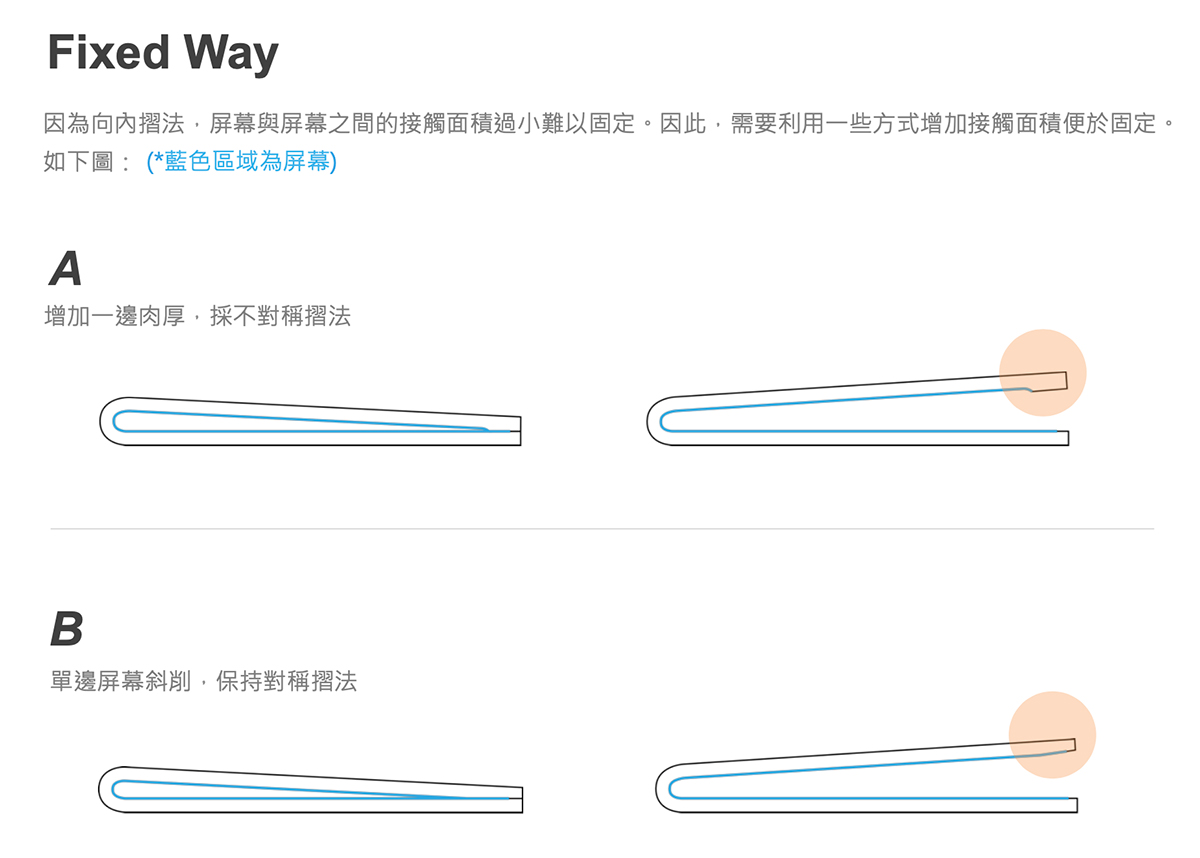 Fixed Way
因為向內摺法，屏幕與屏幕之間的接觸面積過小難以固定。因此，需要利用一些方式增加接觸面積便於固定。
如下圖： (*藍色區域為屏幕)
A
增加一邊肉厚，採不對稱摺法
B
單邊屏幕斜削，保持對稱摺法